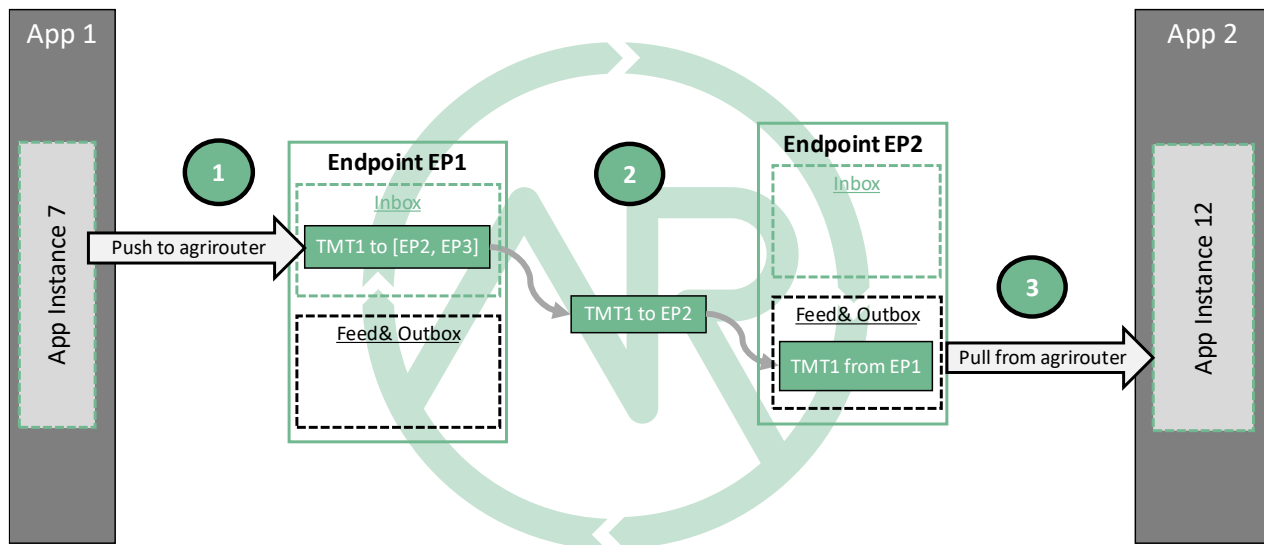 App 1
App Instance 7
1
Push to agrirouter
Endpoint EP1
Inbox
TMT1 to [EP2, EP3]
Feed& Outbox
2
TMT1 to EP2
Endpoint EP2
Inbox
Feed& Outbox
TMT1 from EP1
3
Pull from agrirouter
App 2
App Instance 12